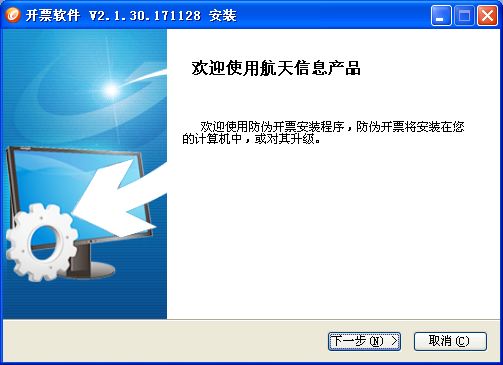 开票软件 V2.1.30.171128 安装
欢迎使用航天信息产品
欢迎使用防伪开票安装程序，防伪开票将安装在您
的计算机中，或对其升级。
下一步(N) >
取消(C)